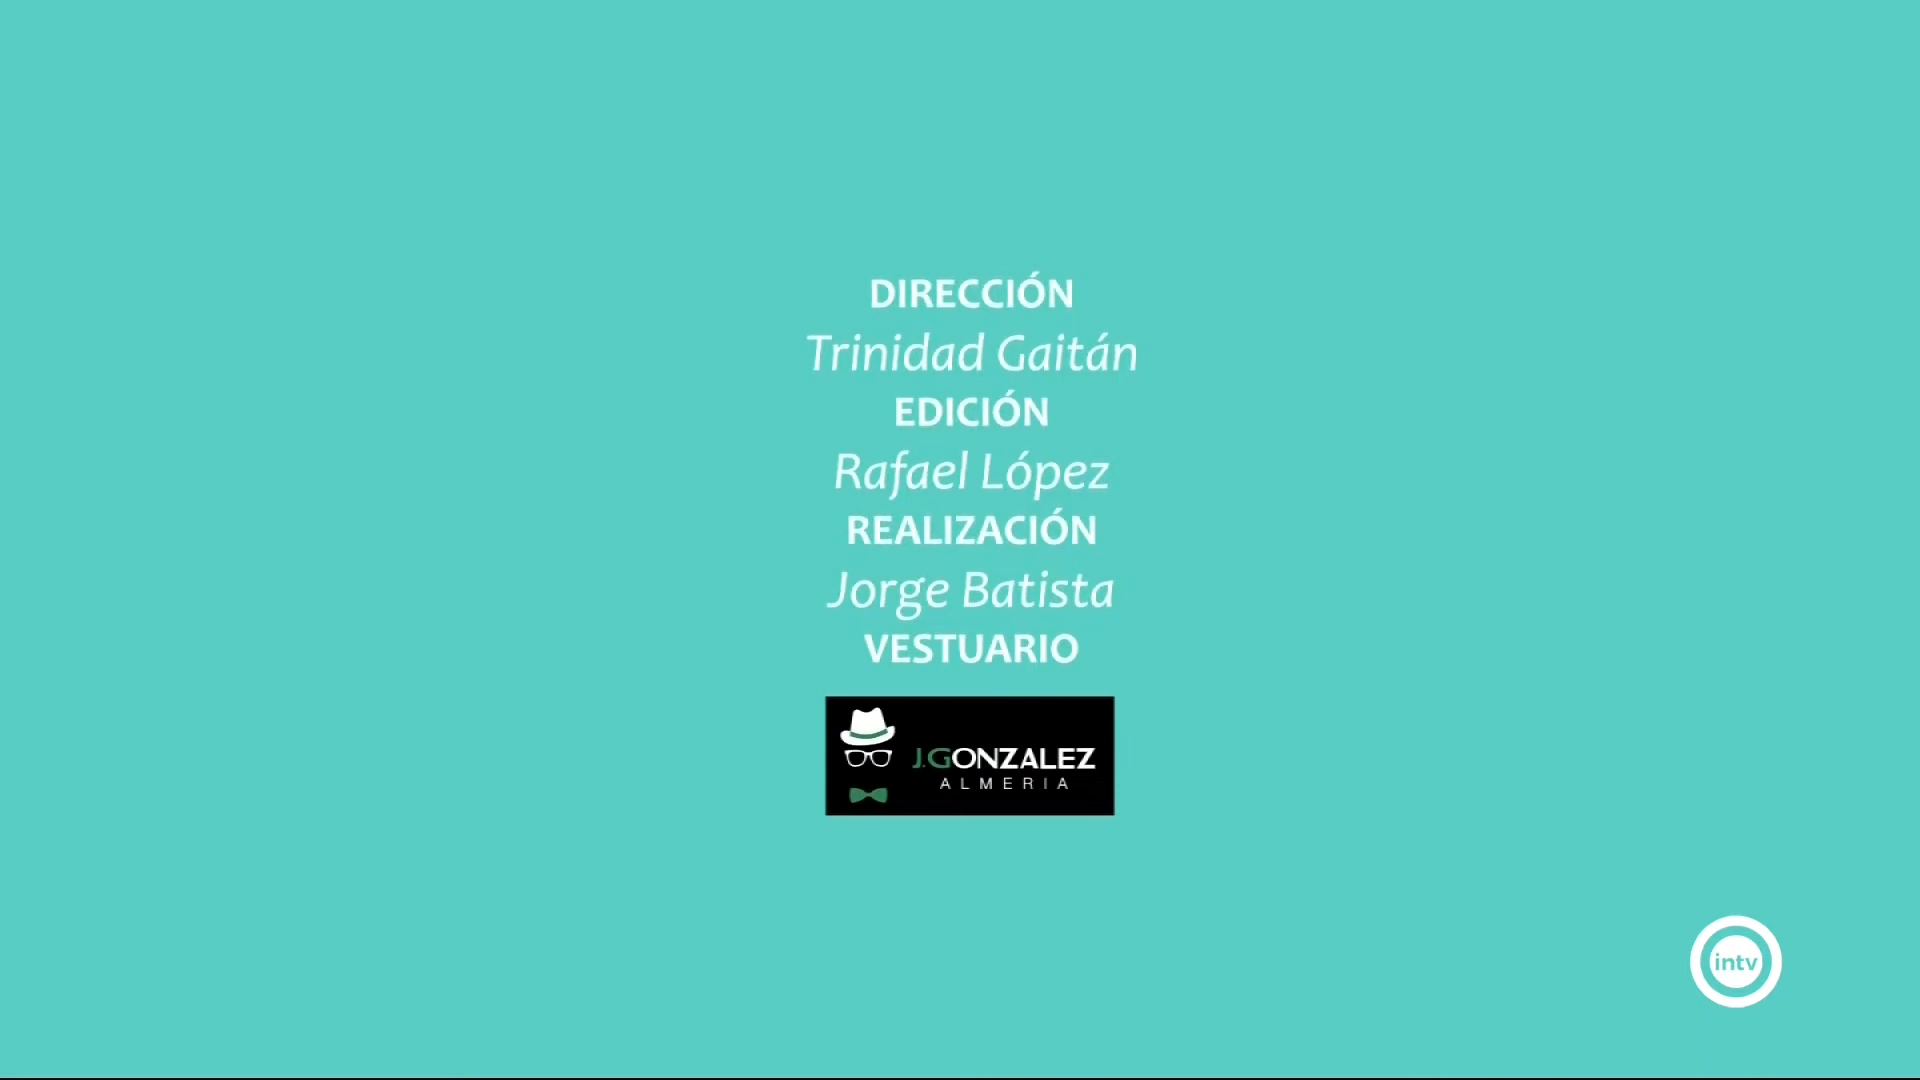 DIRECCIÓN
Trinidad Gaitán
EDICIÓN
Rafael López
REALIZACIÓN
Jorge Batista
VESTUARIO
J.GONZALEZ
ALMERIA
intv